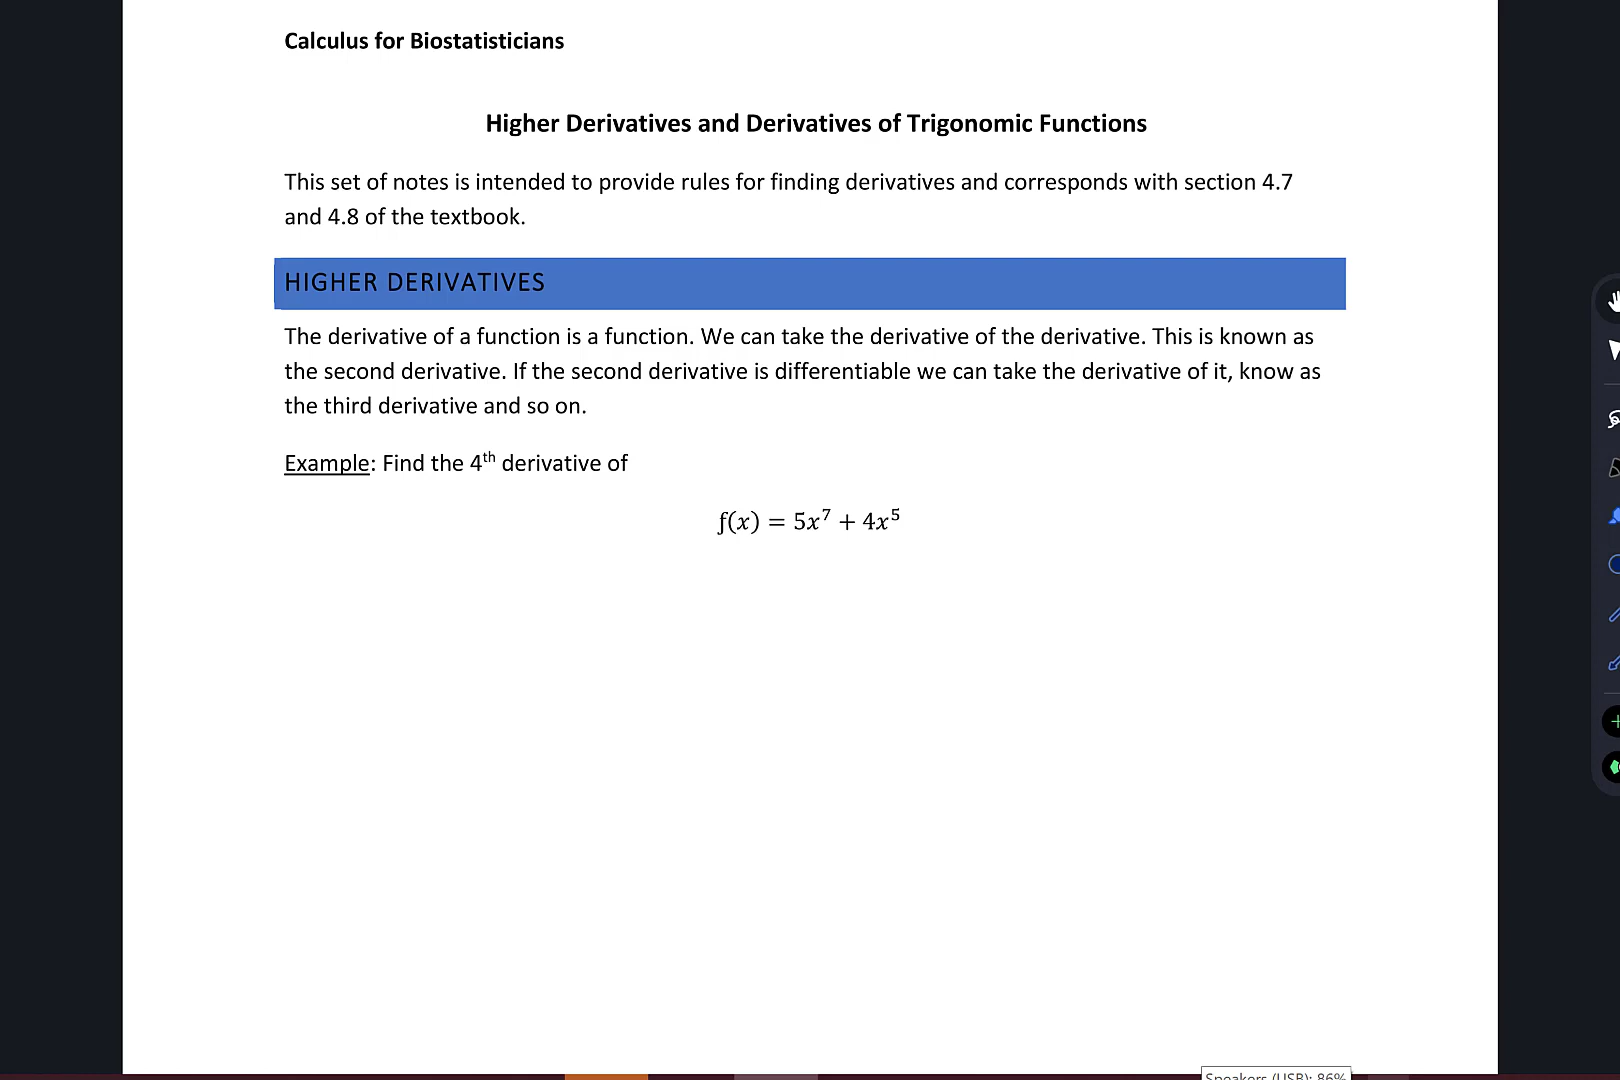 Calculus for Biostatisticians
Higher Derivatives and Derivatives of Trigonomic Functions
This set of notes is intended to provide rules for finding derivatives and corresponds with section 4.7
and 4.8 of the textbook.
HIGHER DERIVATIVES
The derivative of a function is a function. We can take the derivative of the derivative. This is known as
the second derivative. If the second derivative is differentiable we can take the derivative of it, know as
the third derivative and so on.
Example: Find the 4th derivative of
f(x) = 5x⁷ + 4x⁵
Speakers (USB): 86%